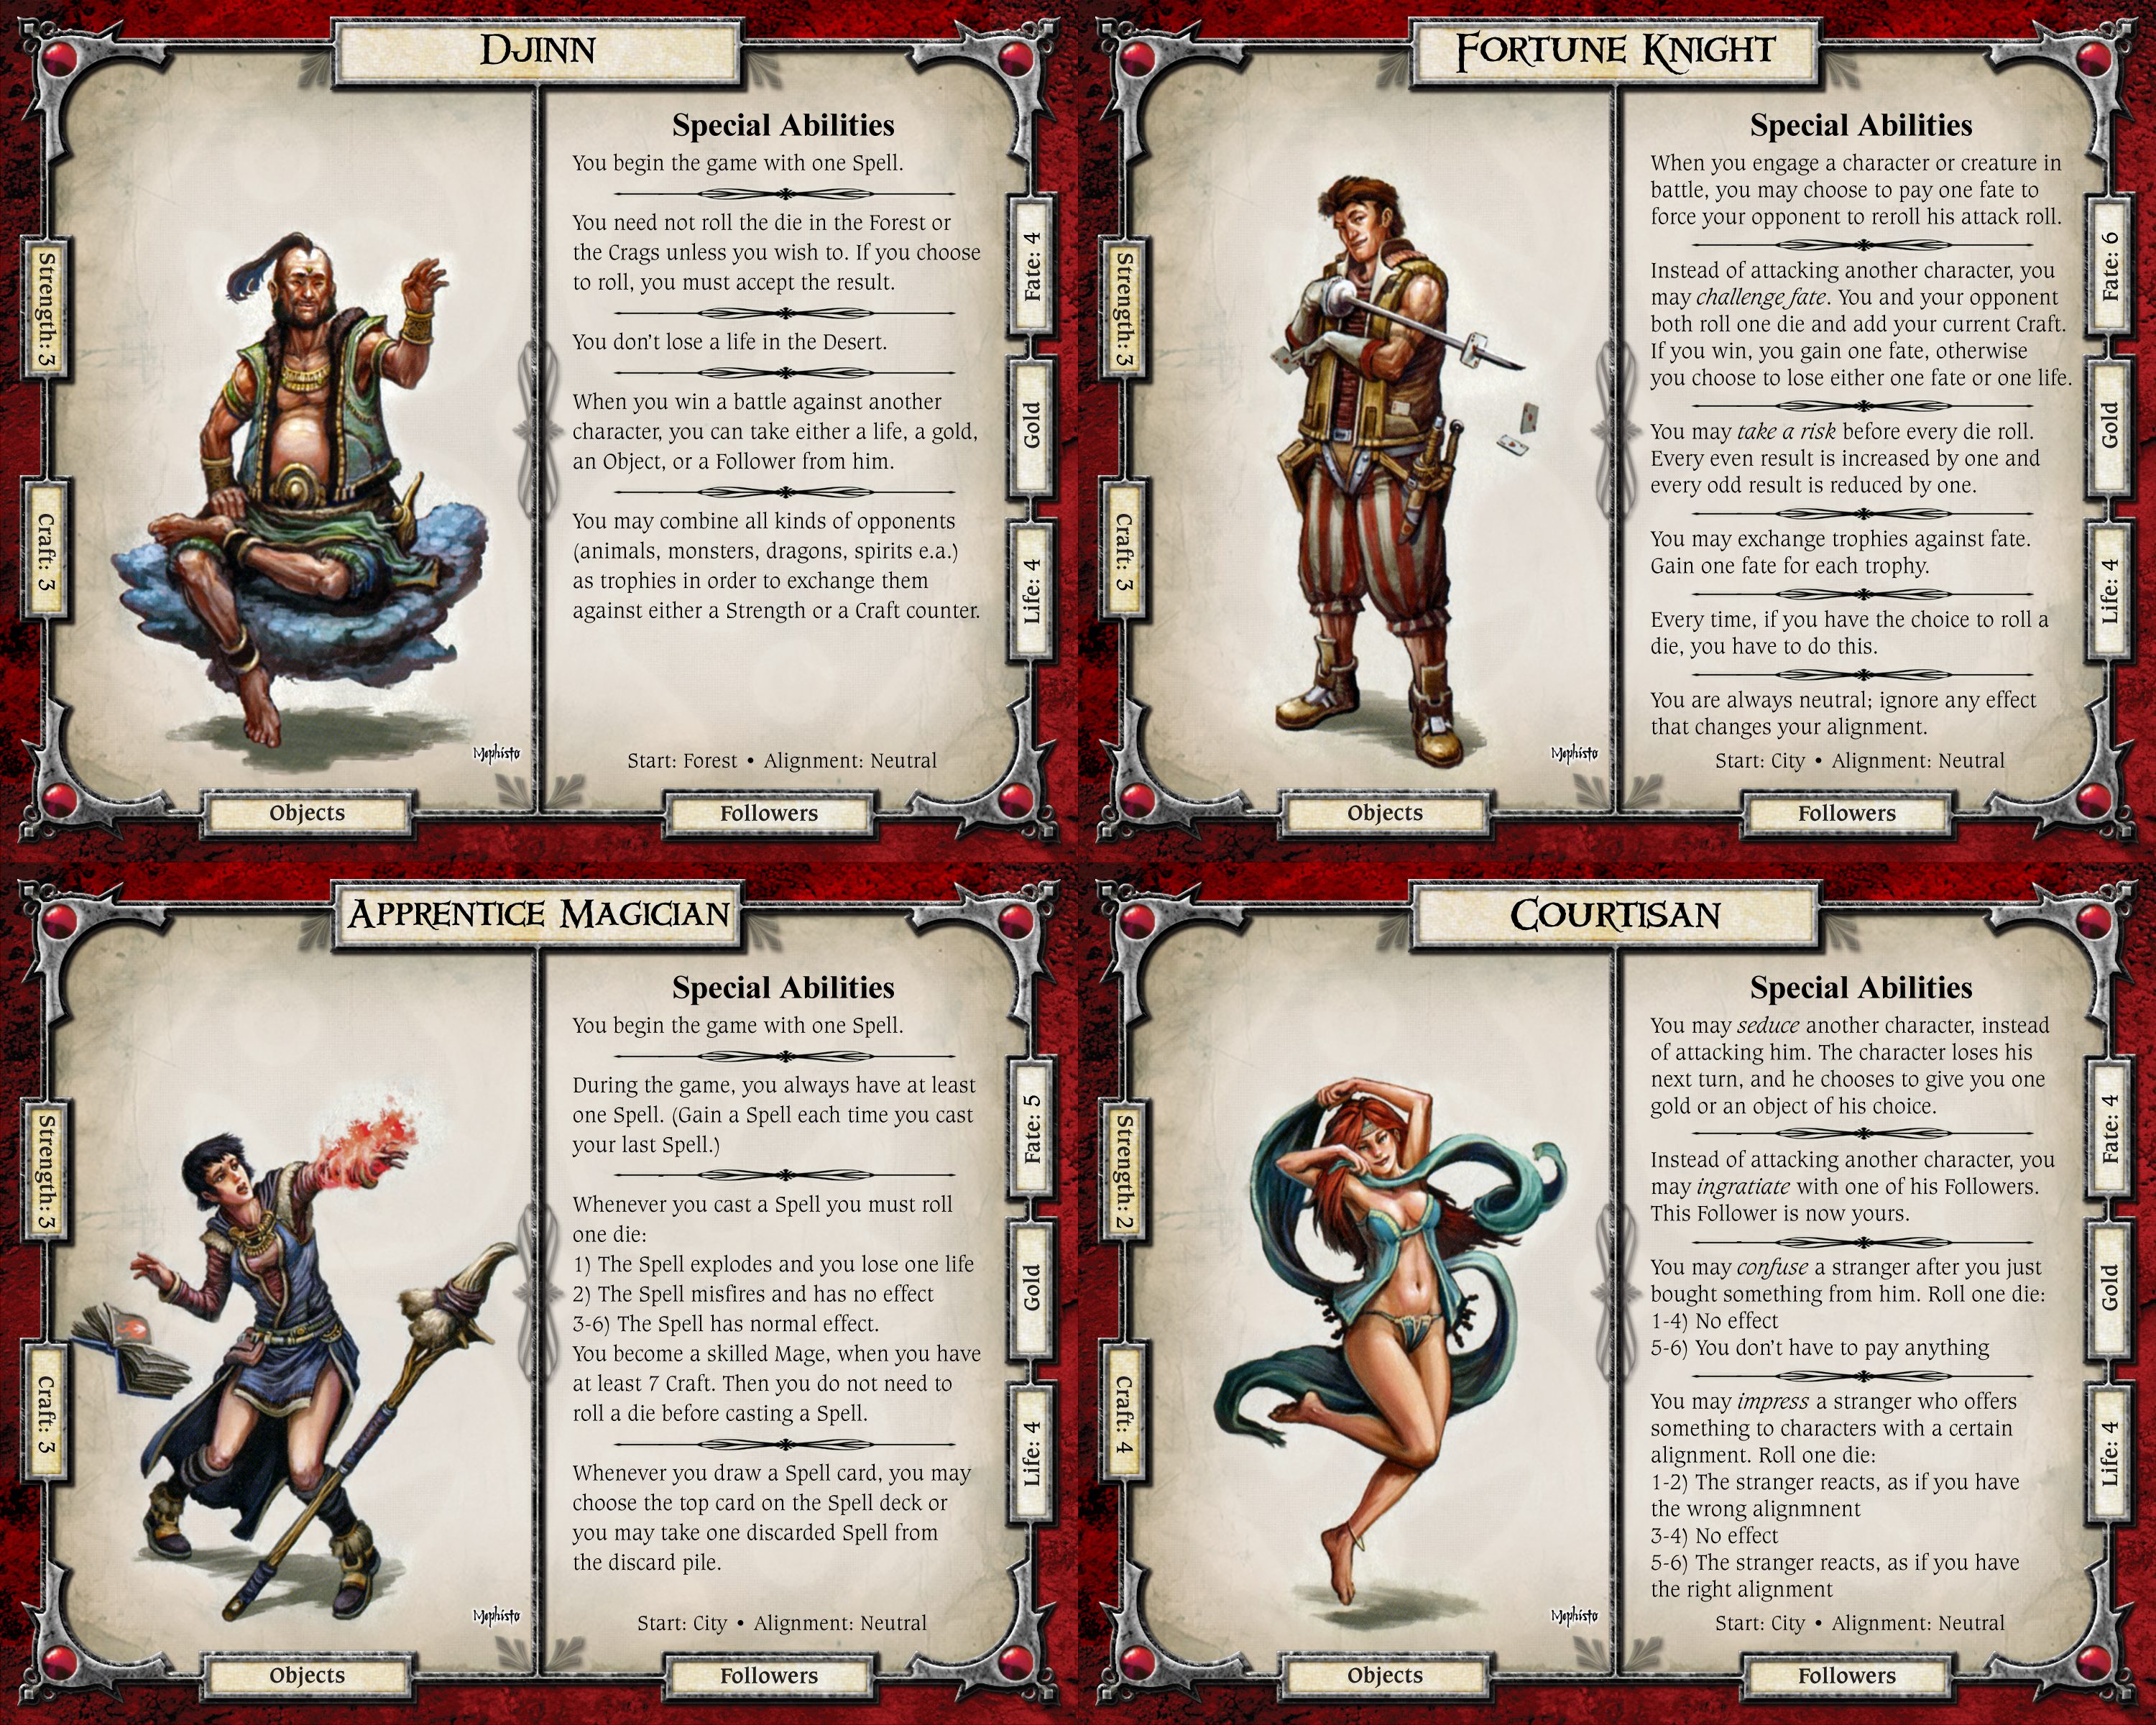 DJINN
Special Abilities
You begin the game with one Spell.
You need not roll the die in the Forest or
the Crags unless you wish to. If you choose
to roll, you must accept the result.
You don't lose a life in the Desert.
When you win a battle against another
character, you can take either a life, a gold,
an Object, or a Follower from him.
You may combine all kinds of opponents
(animals, monsters, dragons, spirits e.a.)
as trophies in order to exchange them
against either a Strength or a Craft counter.
Start: Forest • Alignment: Neutral
Strength: 3
Craft: 3
Fate: 4
Gold
Life: 4
Mephisto
Objects
Followers
FORTUNE KNIGHT
Special Abilities
When you engage a character or creature in
battle, you may choose to pay one fate to
force your opponent to reroll his attack roll.
Instead of attacking another character, you
may challenge fate. You and your opponent
both roll one die and add your current Craft.
If you win, you gain one fate, otherwise
you choose to lose either one fate or one life.
You may take a risk before every die roll.
Every even result is increased by one and
every odd result is reduced by one.
You may exchange trophies against fate.
Gain one fate for each trophy.
Every time, if you have the choice to roll a
die, you have to do this.
You are always neutral; ignore any effect
that changes your alignment.
Start: City • Alignment: Neutral
Strength: 3
Craft: 3
Fate: 6
Gold
Life: 4
Mephisto
Objects
Followers
APPRENTICE MAGICIAN
Special Abilities
You begin the game with one Spell.
During the game, you always have at least
one Spell. (Gain a Spell each time you cast
your last Spell.)
Whenever you cast a Spell you must roll
one die:
1) The Spell explodes and you lose one life
2) The Spell misfires and has no effect
3-6) The Spell has normal effect.
You become a skilled Mage, when you have
at least 7 Craft. Then you do not need to
roll a die before casting a Spell.
Whenever you draw a Spell card, you may
choose the top card on the Spell deck or
you may take one discarded Spell from
the discard pile.
Start: City • Alignment: Neutral
Strength: 3
Craft: 3
Fate: 5
Gold
Life: 4
Mephisto
Objects
Followers
COURTISAN
Special Abilities
You may seduce another character, instead
of attacking him. The character loses his
next turn, and he chooses to give you one
gold or an object of his choice.
Instead of attacking another character, you
may ingratiate with one of his Followers.
This Follower is now yours.
You may confuse a stranger after you just
bought something from him. Roll one die:
1-4) No effect
5-6) You don't have to pay anything
You may impress a stranger who offers
something to characters with a certain
alignment. Roll one die:
1-2) The stranger reacts, as if you have
the wrong alignmnent
3-4) No effect
5-6) The stranger reacts, as if you have
the right alignment
Start: City • Alignment: Neutral
Strength: 2
Craft: 4
Fate: 4
Gold
Life: 4
Mephisto
Objects
Followers